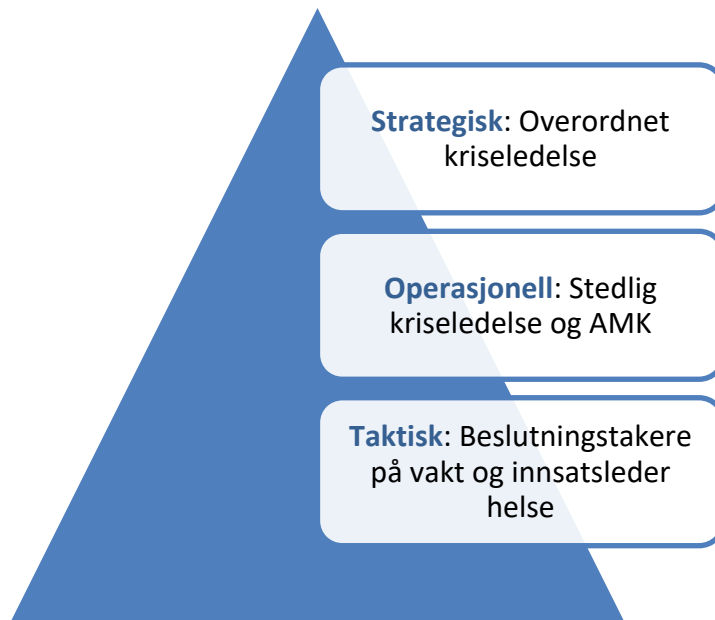 Strategisk: Overordnet
kriseledelse
Operasjonell: Stedlig
kriseledelse og AMK
Taktisk: Beslutningstakere
på vakt og innsatsleder
helse